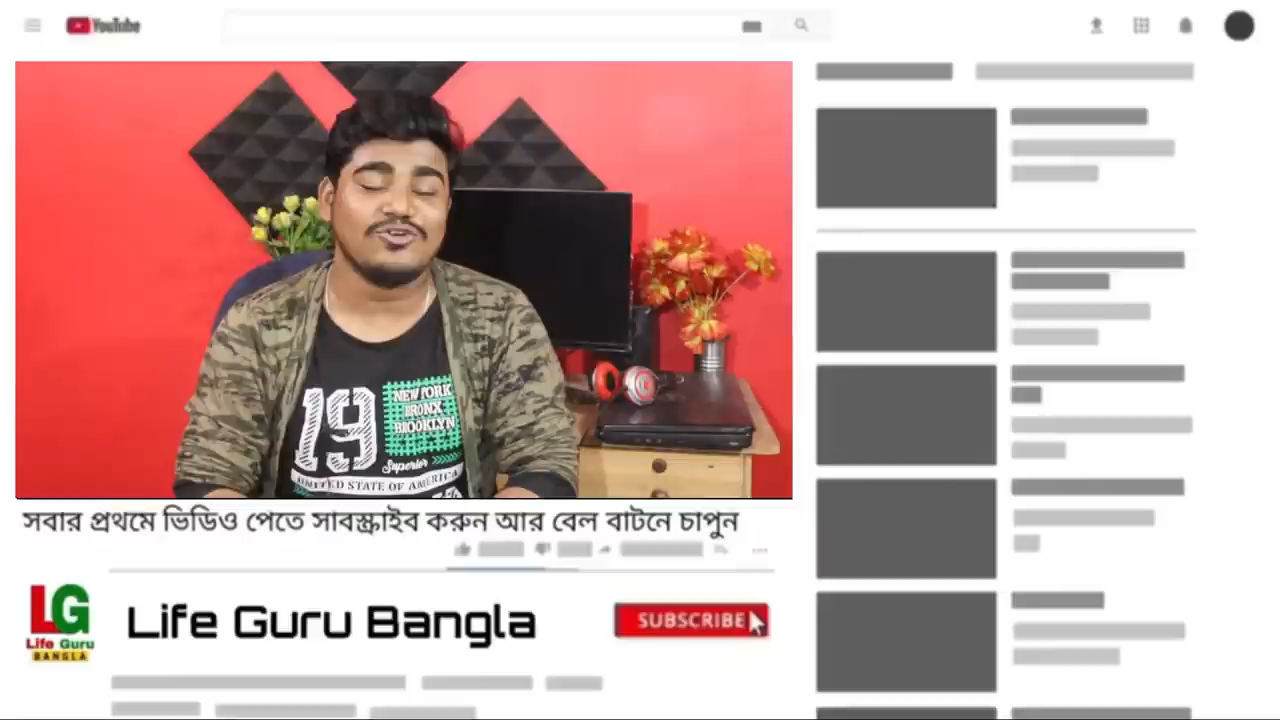 YouTube
19
NEW YORK
BRONX
BROOKLYN
Superior
UNITED STATE OF AMERICA
সবার প্রথমে ভিডিও পেতে সাবস্ক্রাইব করুন আর বেল বাটনে চাপুন
LG
Life Guru
BANGLA
Life Guru Bangla
SUBSCRIBE